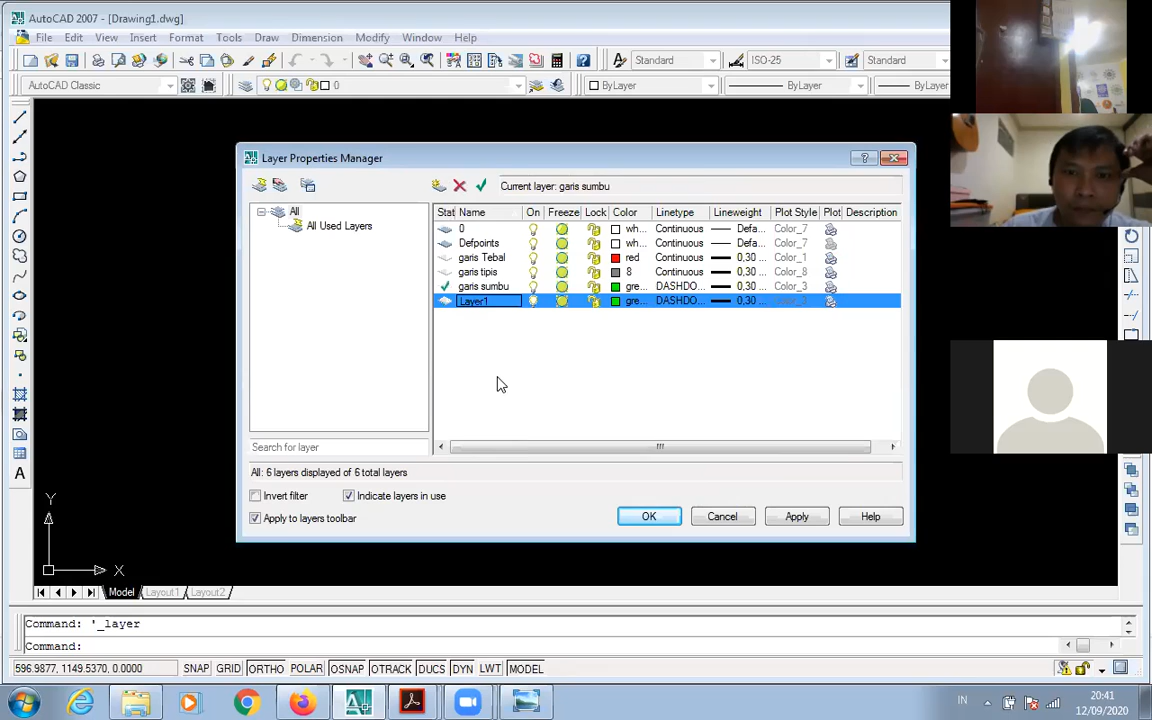 AutoCAD 2007 - [Drawing1.dwg]
File Edit View Insert Format Tools Draw Dimension Modify Window Help
Standard ISO-25 Standard
AutoCAD Classic 0 ByLayer ByLayer ByLayer
Layer Properties Manager
Current layer: garis sumbu
All
All Used Layers
Stat Name On Freeze Lock Color Linetype Lineweight Plot Style Plot Description
0 wh... Continuous Defa... Color_7
Defpoints wh... Continuous Defa... Color_7
garis Tebal red Continuous 0,30 ... Color_1
garis tipis 8 Continuous 0,30 ... Color_8
garis sumbu gre... DASHDO... 0,30 ... Color_3
Layer1 gre... DASHDO... 0,30 ... Color_3
Search for layer
All: 6 layers displayed of 6 total layers
Invert filter Indicate layers in use
Apply to layers toolbar
OK Cancel Apply Help
Y
X
Model Layout1 Layout2
Command: '_layer
Command:
596.9877, 1149.5370, 0.0000 SNAP GRID ORTHO POLAR OSNAP OTRACK DUCS DYN LWT MODEL
IN 20:41
12/09/2020